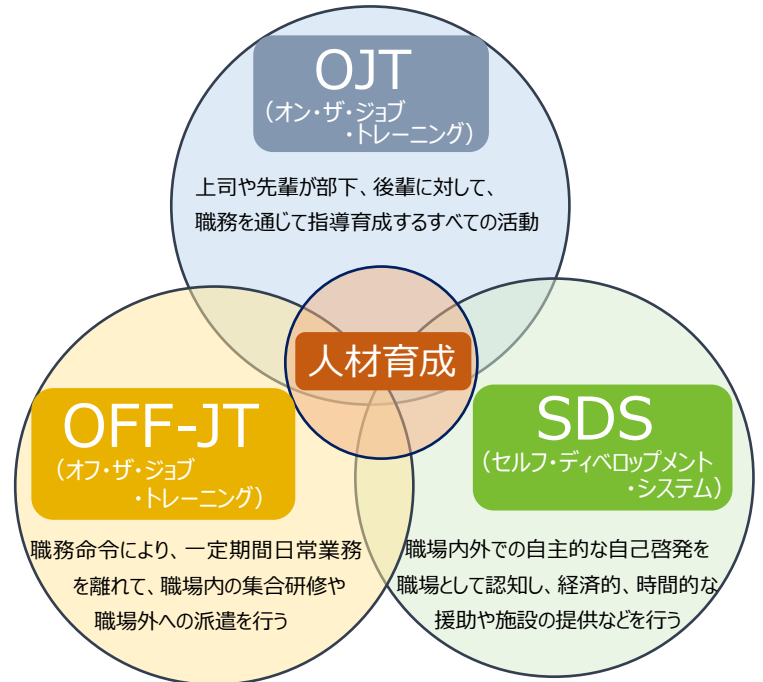 OJT
（オン・ザ・ジョブ
・トレーニング）
上司や先輩が部下、後輩に対して、
職務を通じて指導育成するすべての活動
人材育成
OFF-JT
（オフ・ザ・ジョブ
・トレーニング）
職務命令により、一定期間日常業務
を離れて、職場内の集合研修や
職場外への派遣を行う
SDS
（セルフ・ディベロップメント
・システム）
職場内外での自主的な自己啓発を
職場として認知し、経済的、時間的な
援助や施設の提供などを行う